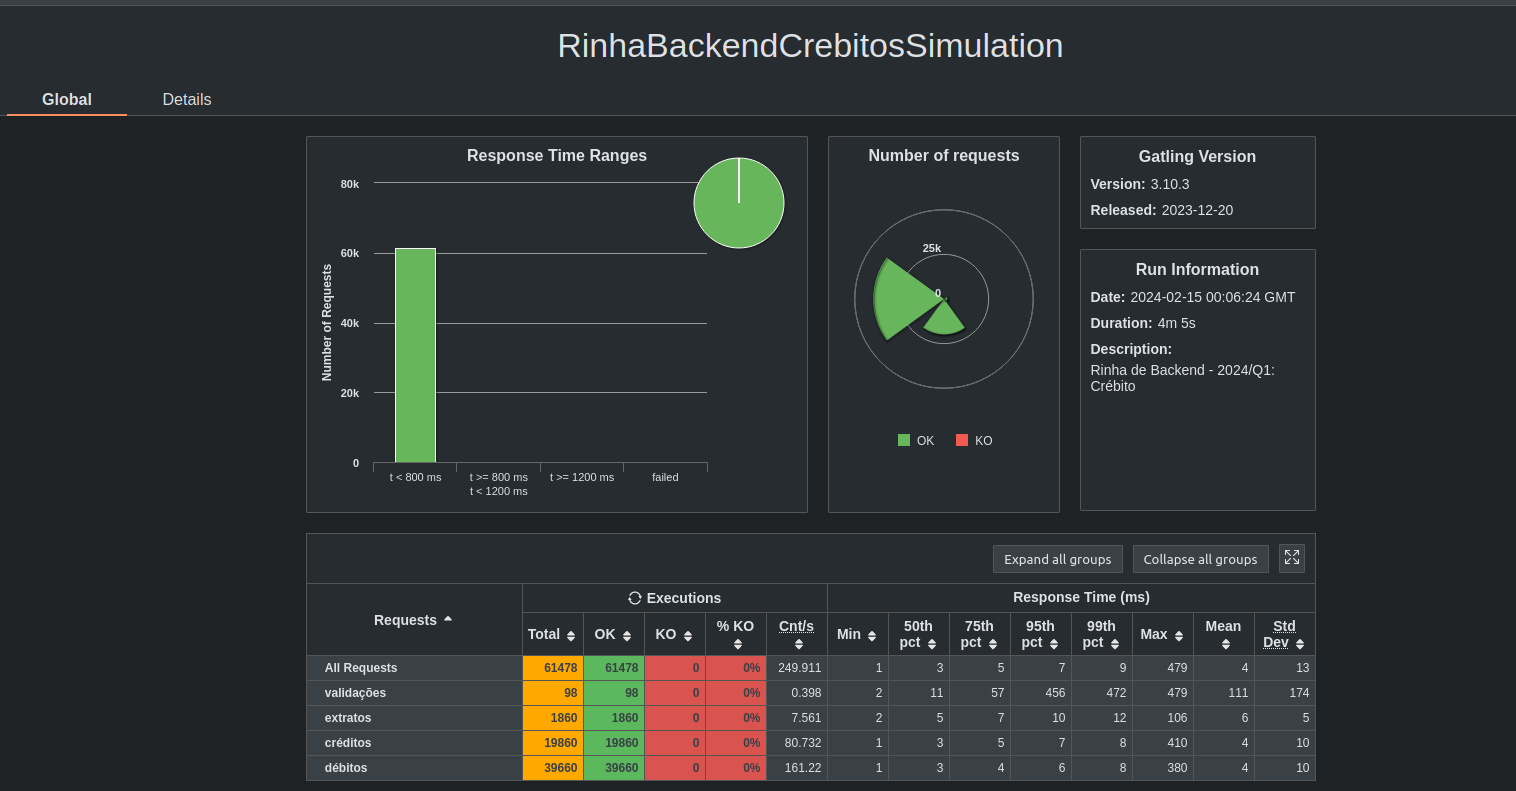 RinhaBackendCrebitosSimulation
Global
Details
Response Time Ranges
Number of Requests
80k
60k
40k
20k
0
t < 800 ms
t >= 800 ms
t < 1200 ms
t >= 1200 ms
failed
Number of requests
25k
0
OK
KO
Gatling Version
Version: 3.10.3
Released: 2023-12-20
Run Information
Date: 2024-02-15 00:06:24 GMT
Duration: 4m 5s
Description:
Rinha de Backend - 2024/Q1:
Crébito
Expand all groups
Collapse all groups
Requests
Executions
Response Time (ms)
Total OK KO % KO Cnt/s Min 50th pct 75th pct 95th pct 99th pct Max Mean Std Dev
All Requests 61478 61478 0 0% 249.911 1 3 5 7 9 479 4 13
validações 98 98 0 0% 0.398 2 11 57 456 472 479 111 174
extratos 1860 1860 0 0% 7.561 2 5 7 10 12 106 6 5
créditos 19860 19860 0 0% 80.732 1 3 5 7 8 410 4 10
débitos 39660 39660 0 0% 161.22 1 3 4 6 8 380 4 10